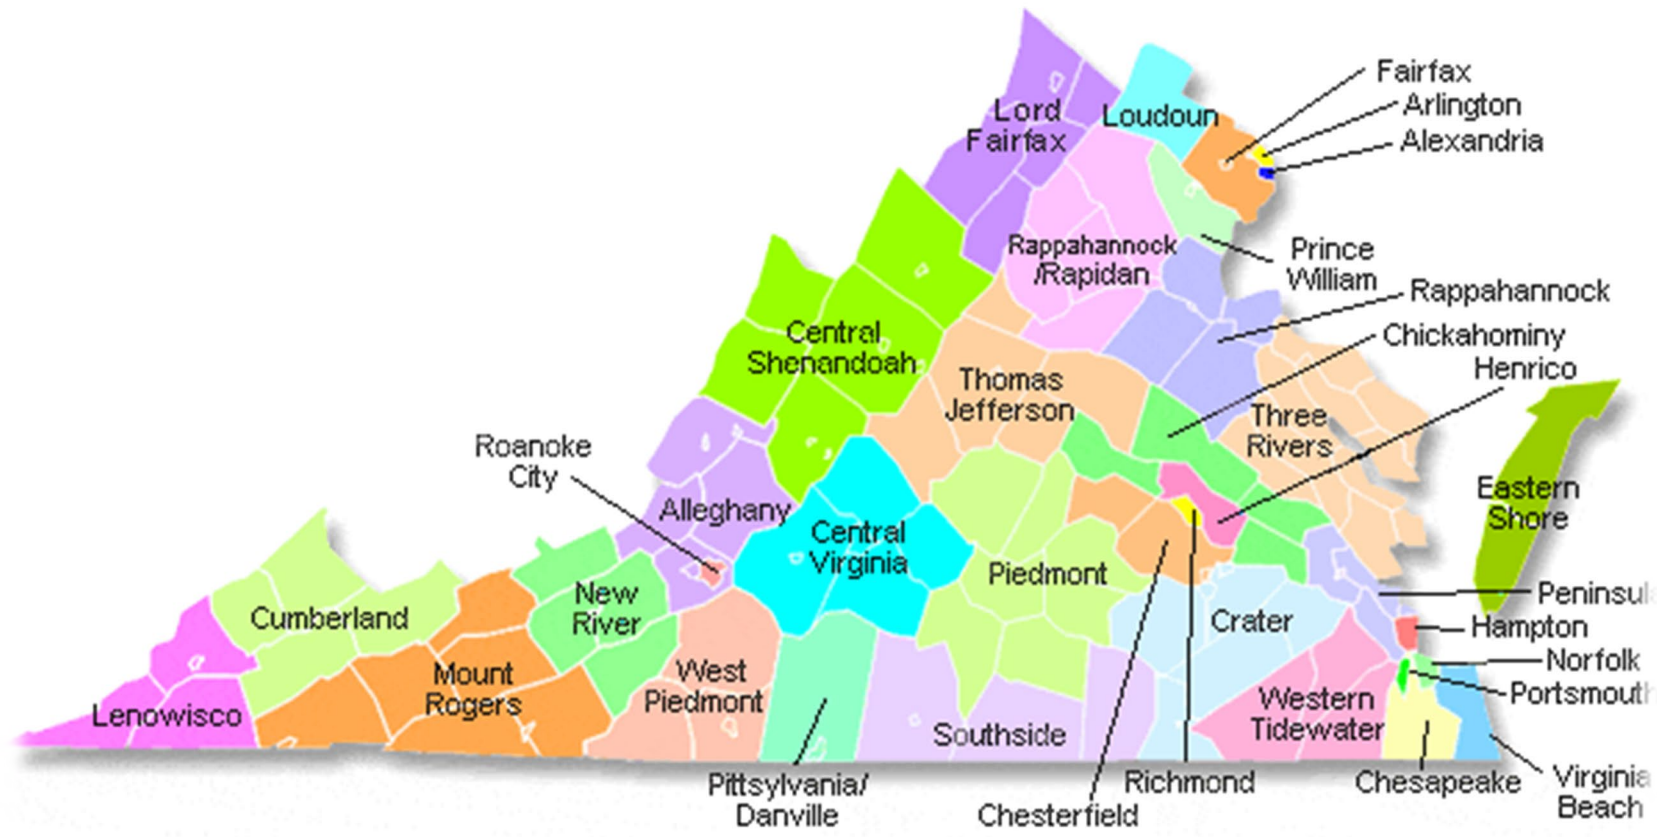 Fairfax
Arlington
Alexandria
Lord
Fairfax
Loudoun
Rappahannock
/Rapidan
Prince
William
Rappahannock
Chickahominy
Henrico
Central
Shenandoah
Thomas
Jefferson
Three
Rivers
Roanoke
City
Alleghany
Central
Virginia
Eastern
Shore
Piedmont
Cumberland
New
River
Crater
Peninsul
Hampton
Norfolk
Portsmouth
Mount
Rogers
West
Piedmont
Western
Tidewater
Lenowisco
Southside
Pittsylvania/
Danville
Chesterfield
Richmond
Chesapeake
Virginia
Beach